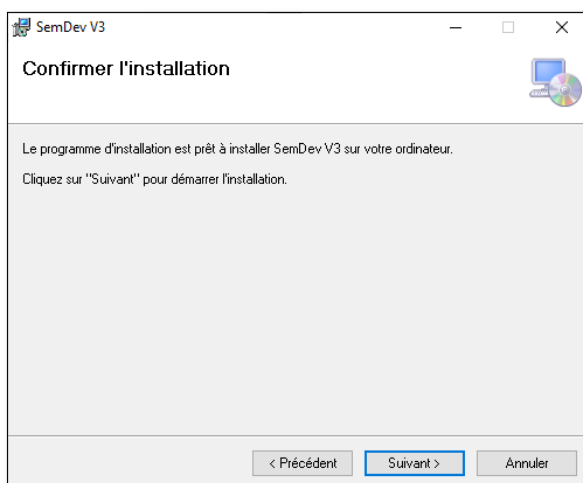 SemDev V3
Confirmer l'installation
Le programme d'installation est prêt à installer SemDev V3 sur votre ordinateur.
Cliquez sur "Suivant" pour démarrer l'installation.
< Précédent
Suivant >
Annuler